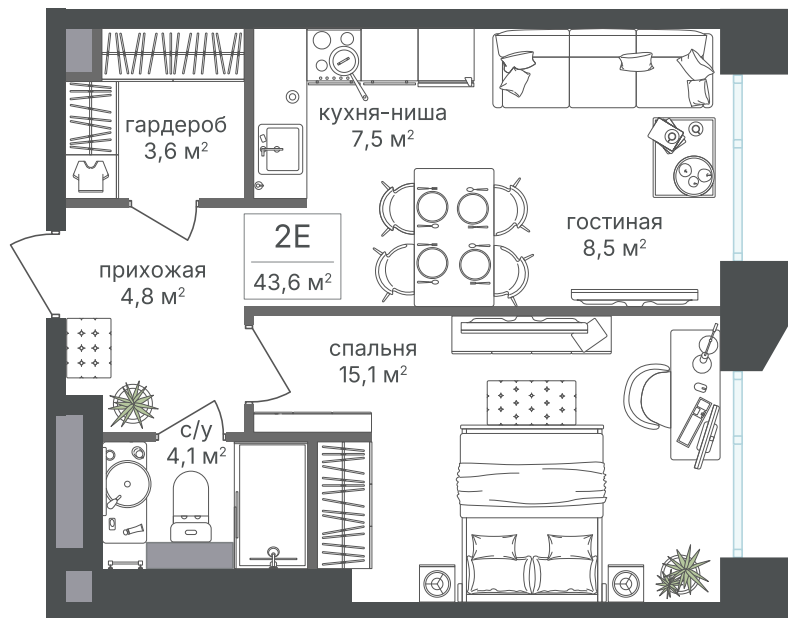 гардероб
3,6 м²
кухня-ниша
7,5 м²
гостиная
8,5 м²
2Е
43,6 м²
прихожая
4,8 м²
спальня
15,1 м²
с/у
4,1 м²